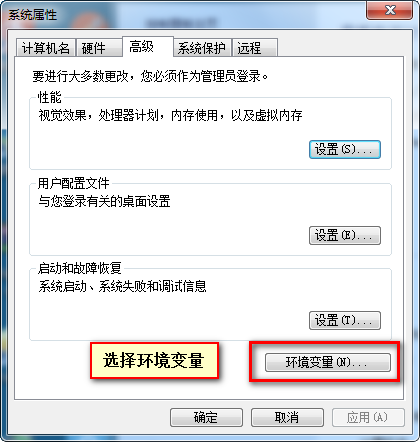 系统属性
计算机名 硬件 高级 系统保护 远程
要进行大多数更改，您必须作为管理员登录。
性能
视觉效果，处理器计划，内存使用，以及虚拟内存
设置(S)...
用户配置文件
与您登录有关的桌面设置
设置(E)...
启动和故障恢复
系统启动、系统失败和调试信息
设置(T)...
选择环境变量
环境变量(N)...
确定 取消 应用(A)